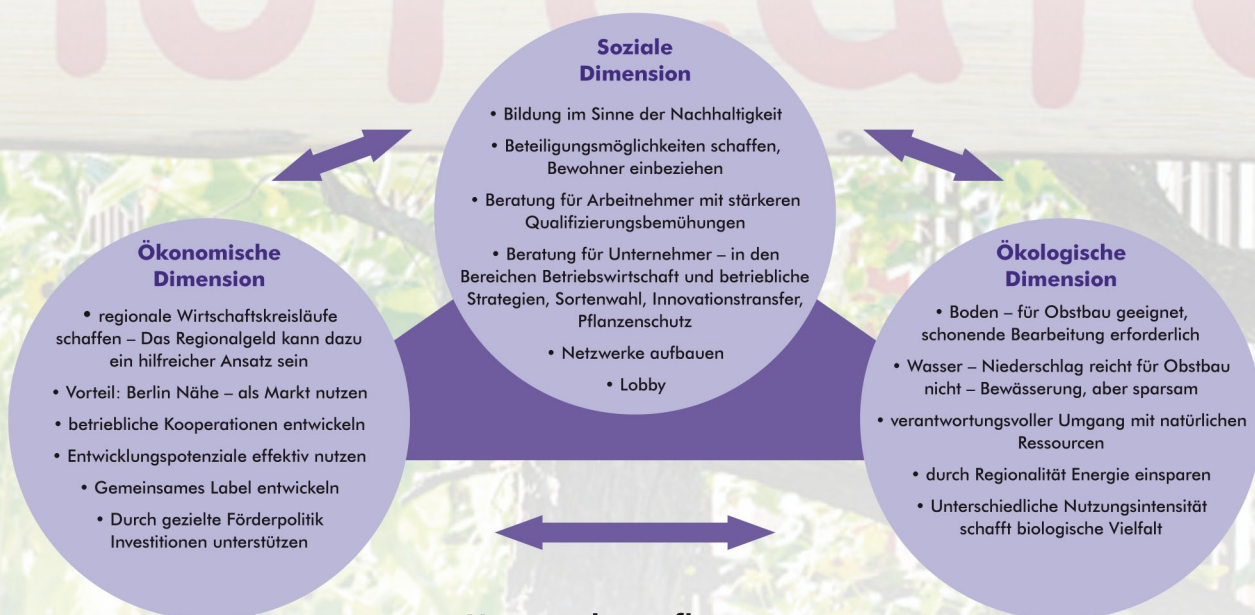 Soziale
Dimension
• Bildung im Sinne der Nachhaltigkeit
• Beteiligungsmöglichkeiten schaffen,
Bewohner einbeziehen
• Beratung für Arbeitnehmer mit stärkeren
Qualifizierungsbemühungen
• Beratung für Unternehmer – in den
Bereichen Betriebswirtschaft und betriebliche
Strategien, Sortenwahl, Innovationstransfer,
Pflanzenschutz
• Netzwerke aufbauen
• Lobby
Ökonomische
Dimension
• regionale Wirtschaftskreisläufe
schaffen – Das Regionalgeld kann dazu
ein hilfreicher Ansatz sein
• Vorteil: Berlin Nähe – als Markt nutzen
• betriebliche Kooperationen entwickeln
• Entwicklungspotenziale effektiv nutzen
• Gemeinsames Label entwickeln
• Durch gezielte Förderpolitik
Investitionen unterstützen
Ökologische
Dimension
• Boden – für Obstbau geeignet,
schonende Bearbeitung erforderlich
• Wasser – Niederschlag reicht für Obstbau
nicht – Bewässerung, aber sparsam
• verantwortungsvoller Umgang mit natürlichen
Ressourcen
• durch Regionalität Energie einsparen
• Unterschiedliche Nutzungsintensität
schafft biologische Vielfalt